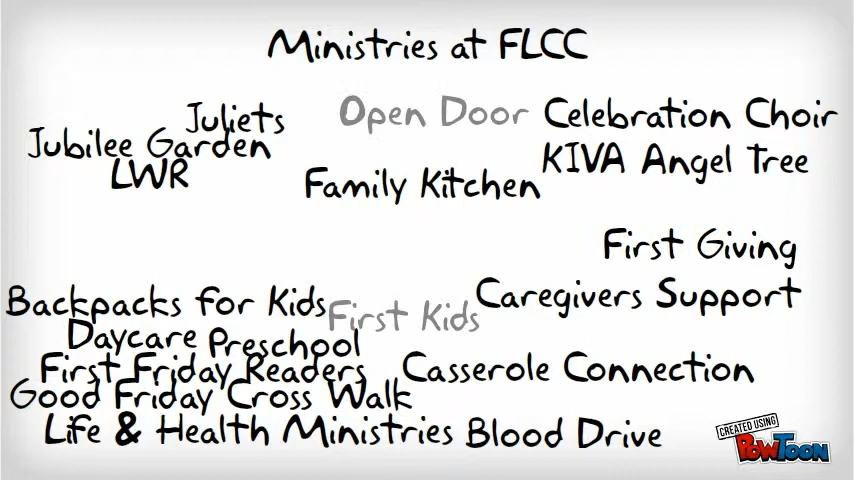 Ministries at FLCC
Juliets
Open Door
Celebration Choir
Jubilee Garden
KIVA Angel Tree
LWR
Family Kitchen
First Giving
Backpacks for Kids
First Kids
Caregivers Support
Daycare
Preschool
First Friday Readers
Casserole Connection
Good Friday Cross Walk
Life & Health Ministries
Blood Drive
CREATED USING
POWTOON